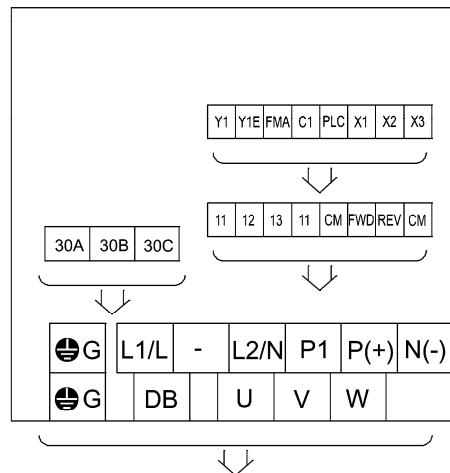 Y1 Y1E FMA C1 PLC X1 X2 X3
11 12 13 11 CM FWD REV CM
30A 30B 30C
G L1/L - L2/N P1 P(+) N(-)
G DB U V W